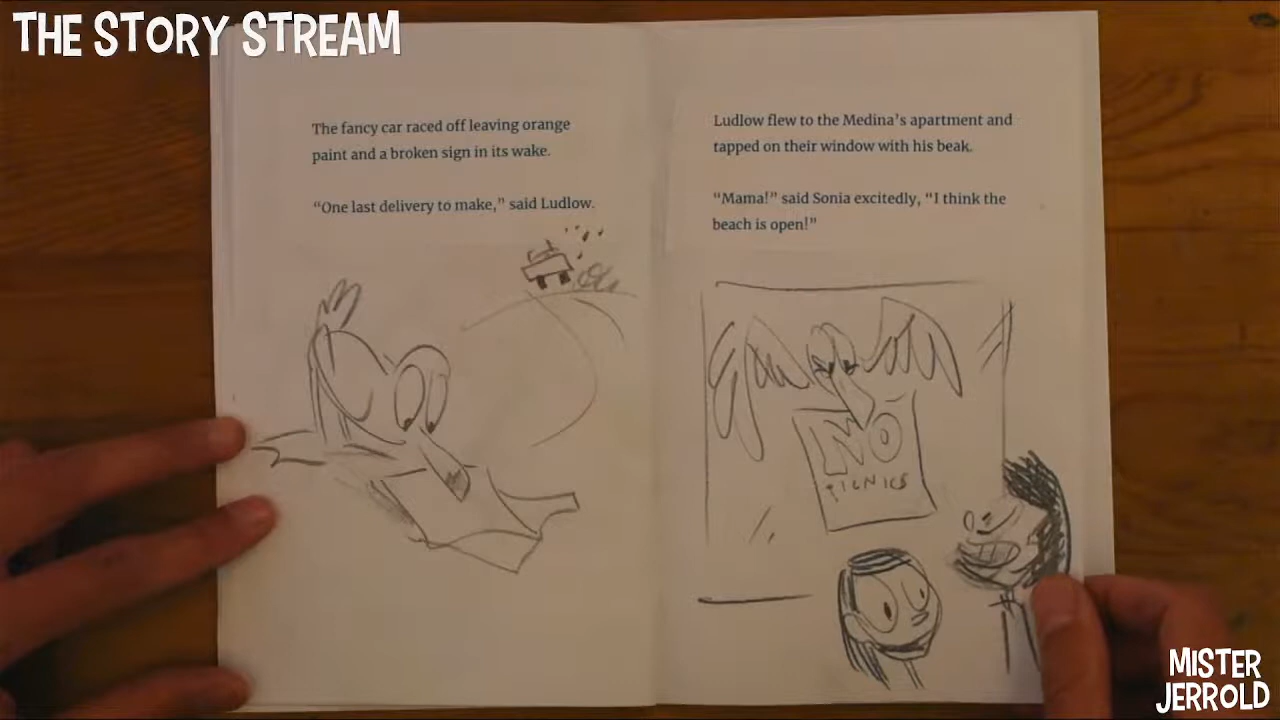 THE STORY STREAM
The fancy car raced off leaving orange
paint and a broken sign in its wake.
“One last delivery to make,” said Ludlow.
Ludlow flew to the Medina’s apartment and
tapped on their window with his beak.
“Mama!” said Sonia excitedly, “I think the
beach is open!”
NO
PICNICS
MISTER
JERROLD